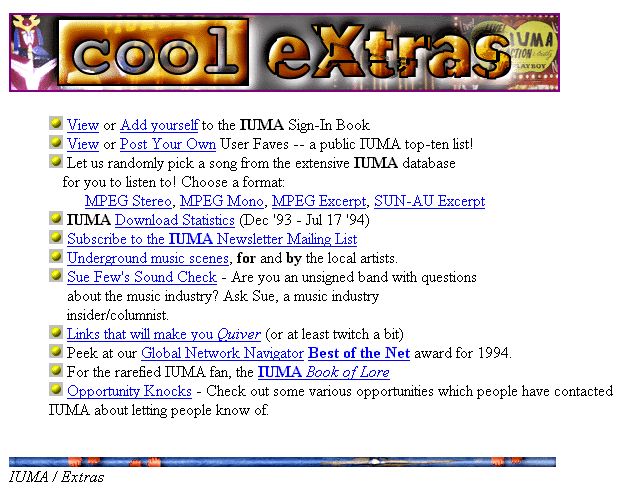 cool eXtras
LIVE!
IUMA
ACTION
PLAYBOY
View or Add yourself to the IUMA Sign-In Book
View or Post Your Own User Faves -- a public IUMA top-ten list!
Let us randomly pick a song from the extensive IUMA database
for you to listen to! Choose a format:
MPEG Stereo, MPEG Mono, MPEG Excerpt, SUN-AU Excerpt
IUMA Download Statistics (Dec '93 - Jul 17 '94)
Subscribe to the IUMA Newsletter Mailing List
Underground music scenes, for and by the local artists.
Sue Few's Sound Check - Are you an unsigned band with questions
about the music industry? Ask Sue, a music industry
insider/columnist.
Links that will make you Quiver (or at least twitch a bit)
Peek at our Global Network Navigator Best of the Net award for 1994.
For the rarefied IUMA fan, the IUMA Book of Lore
Opportunity Knocks - Check out some various opportunities which people have contacted
IUMA about letting people know of.
IUMA / Extras